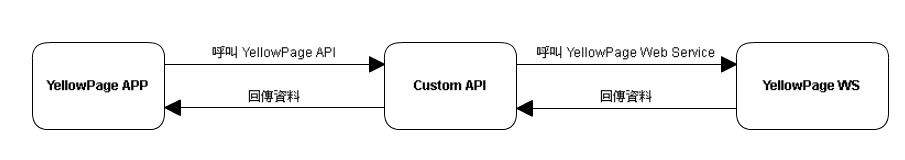 呼叫 YellowPage API
呼叫 YellowPage Web Service
YellowPage APP
Custom API
YellowPage WS
回傳資料
回傳資料